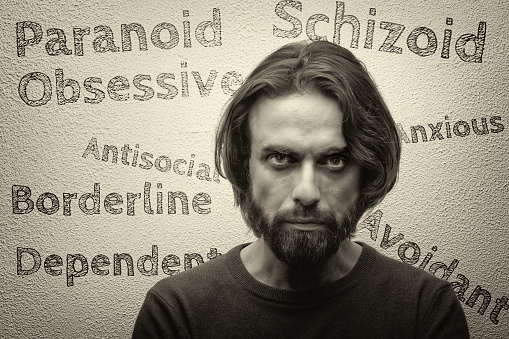 Paranoid
Schizoid
Obsessive
Anxious
Antisocial
Borderline
Avoidant
Dependent